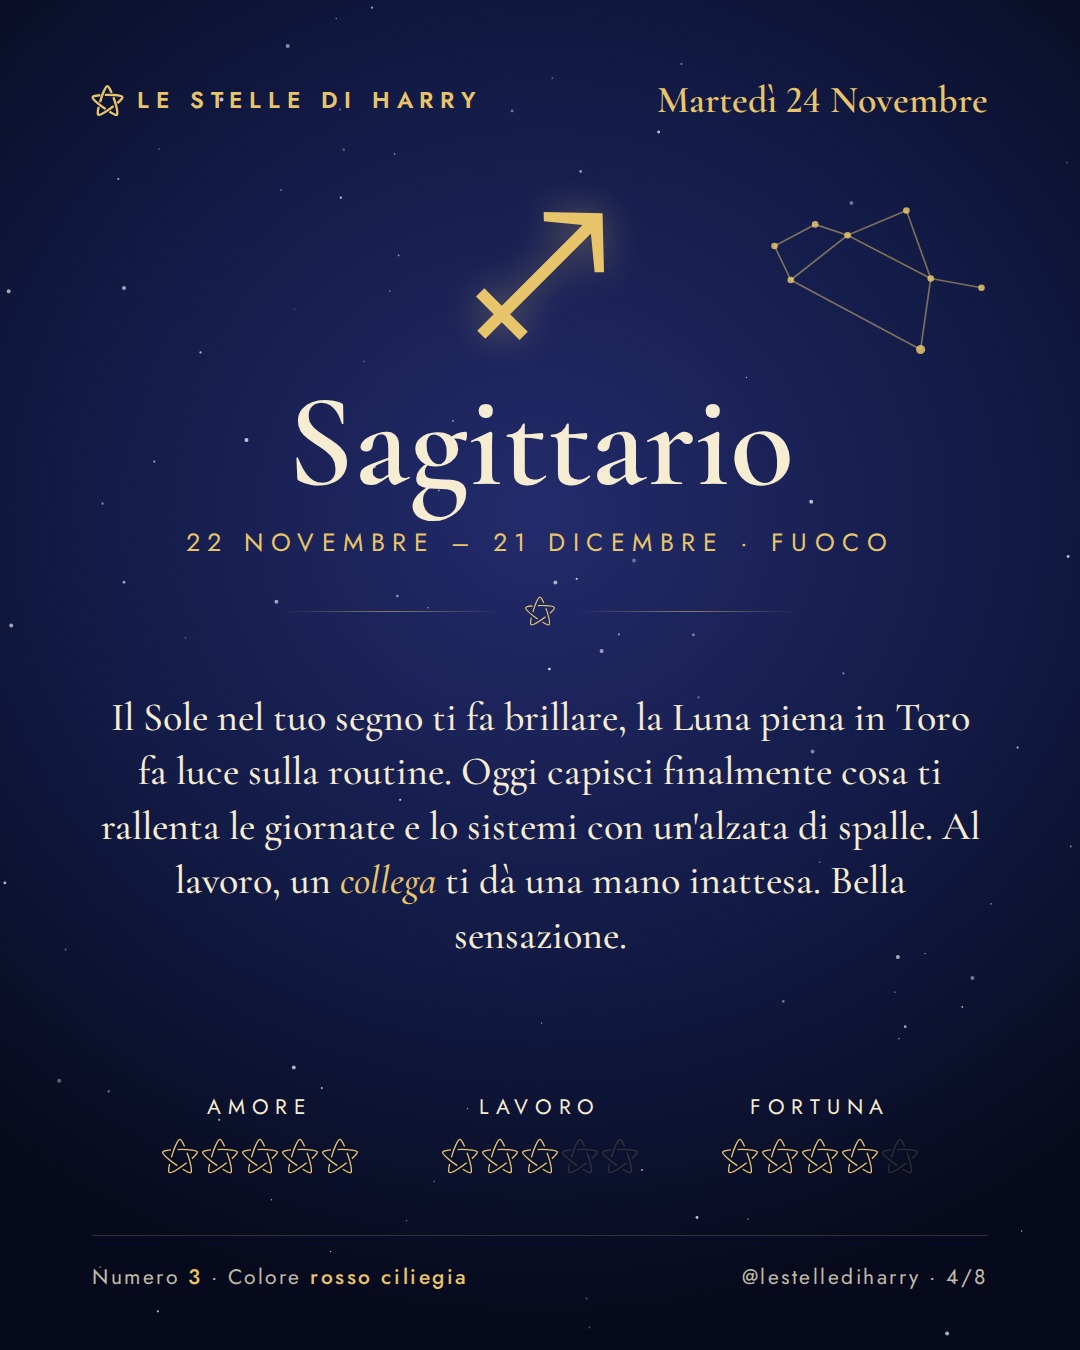 LE STELLE DI HARRY
Martedì 24 Novembre
Sagittario
22 NOVEMBRE – 21 DICEMBRE · FUOCO
Il Sole nel tuo segno ti fa brillare, la Luna piena in Toro
fa luce sulla routine. Oggi capisci finalmente cosa ti
rallenta le giornate e lo sistemi con un'alzata di spalle. Al
lavoro, un collega ti dà una mano inattesa. Bella
sensazione.
AMORE
LAVORO
FORTUNA
Numero 3 · Colore rosso ciliegia
@lestellediharry · 4/8